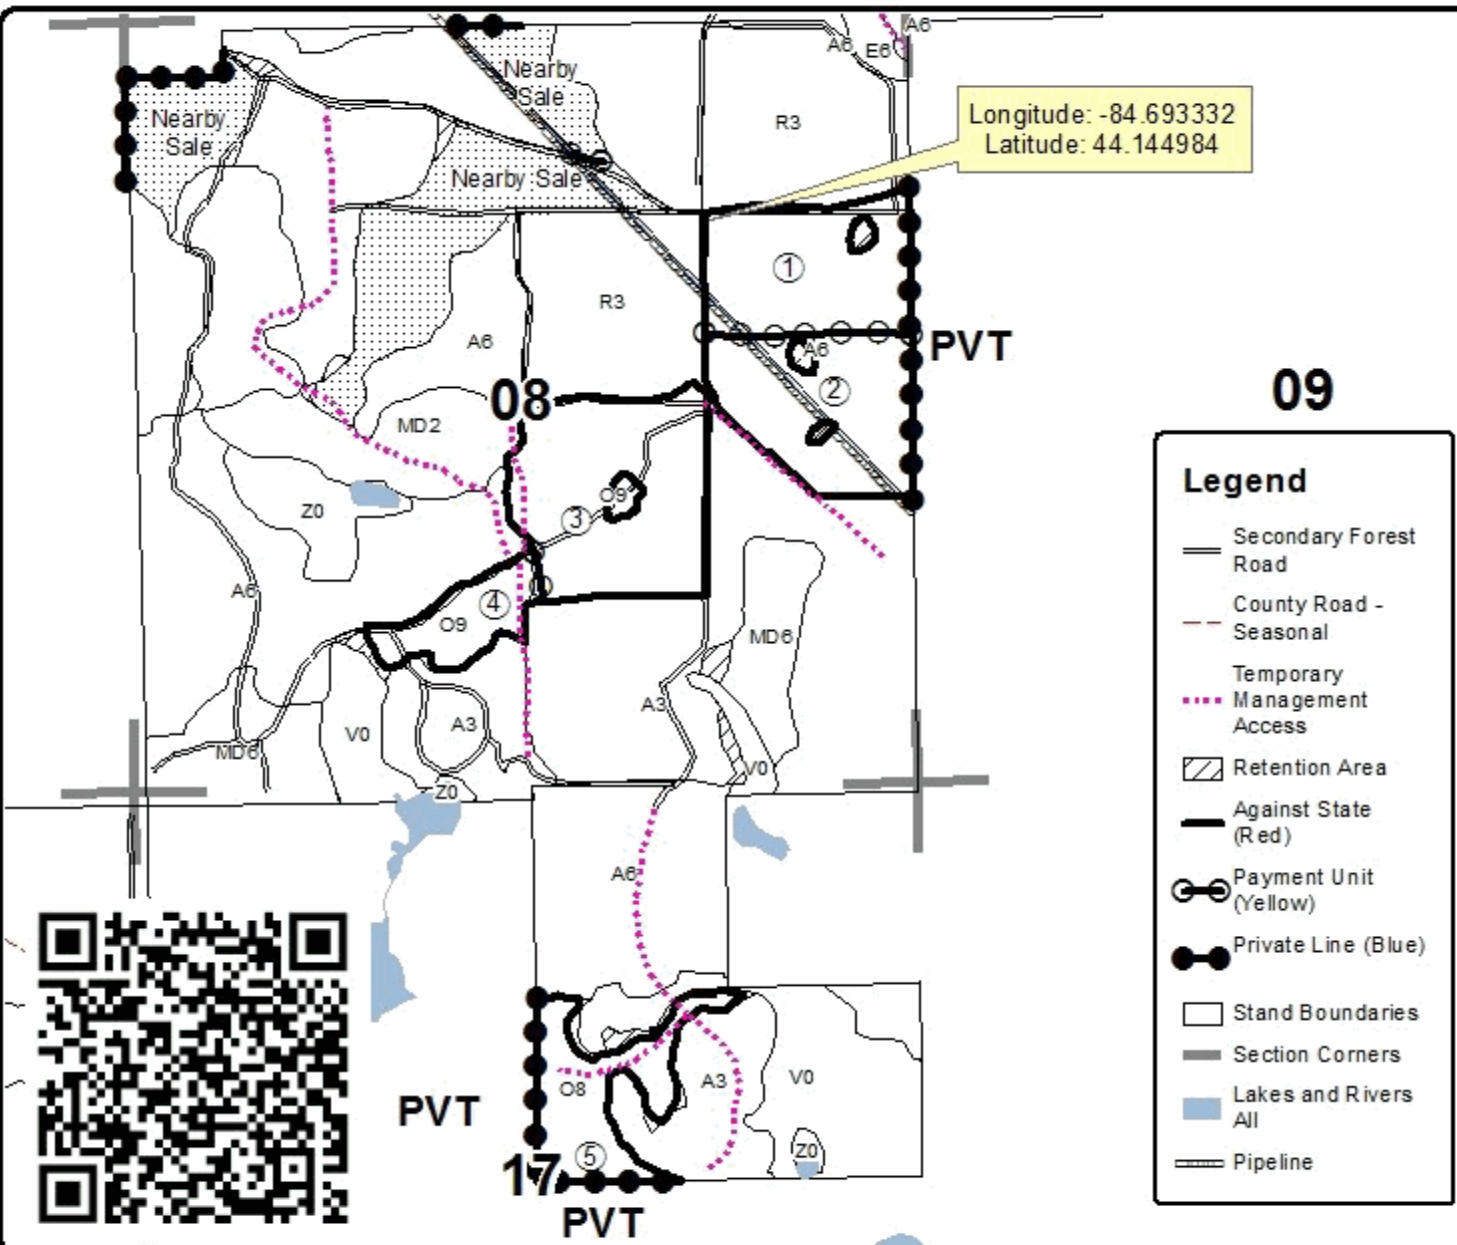 A6
A6
E6
Nearby
Sale
Nearby
Sale
R3
Longitude: -84.693332
Latitude: 44.144984
Nearby Sale
1
R3
A6
PVT
A6
2
08
09
MD2
Z0
O9
3
A6
4
O9
MD6
A3
A3
V0
MD6
V0
Z0
A6
O8
A3
V0
PVT
Z0
5
17
PVT
Legend
Secondary Forest
Road
County Road -
Seasonal
Temporary
Management
Access
Retention Area
Against State
(Red)
Payment Unit
(Yellow)
Private Line (Blue)
Stand Boundaries
Section Corners
Lakes and Rivers
All
Pipeline